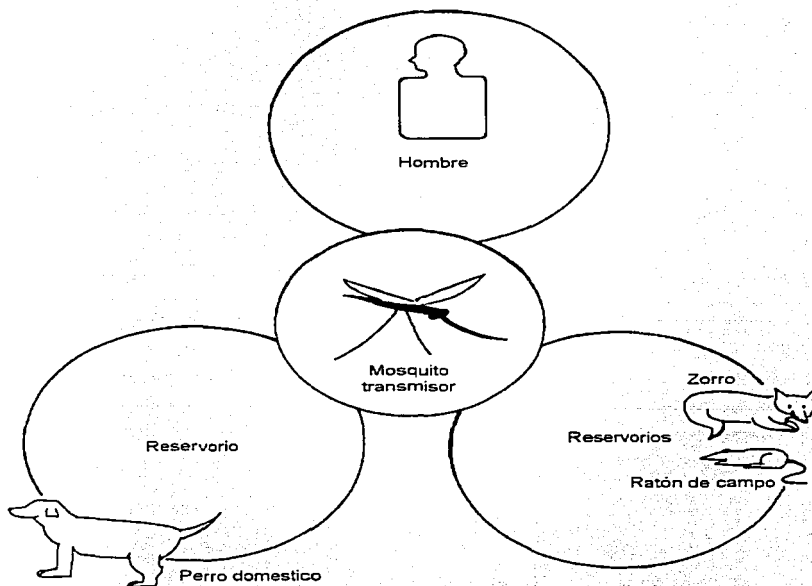 Hombre
Mosquito
transmisor
Zorro
Reservorio
Reservorios
Ratón de campo
Perro domestico